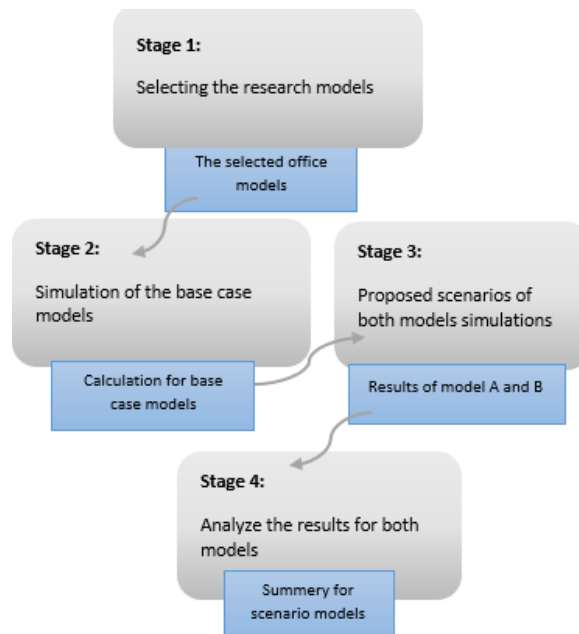 Stage 1:
Selecting the research models
The selected office
models
Stage 2:
Simulation of the base case
models
Calculation for base
case models
Stage 3:
Proposed scenarios of
both models simulations
Results of model A and B
Stage 4:
Analyze the results for both
models
Summery for
scenario models